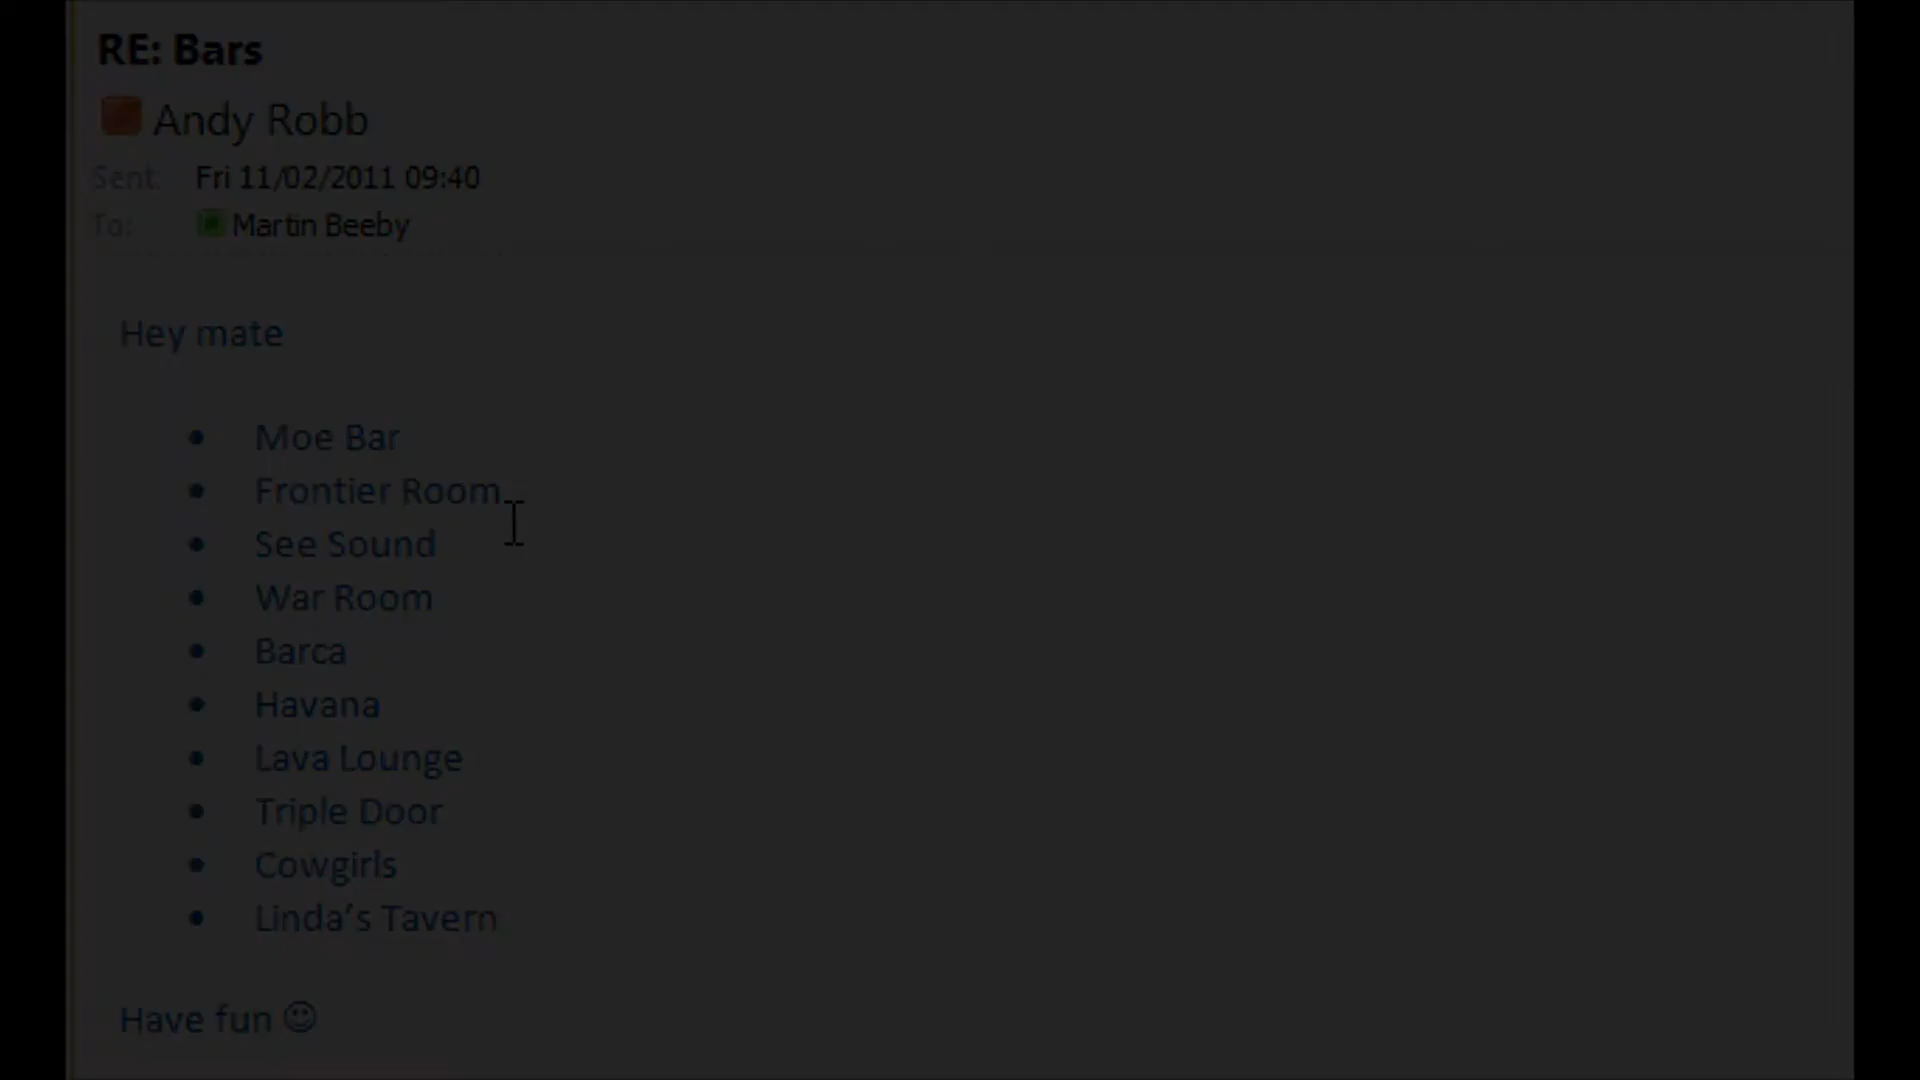 RE: Bars
Andy Robb
Sent: Fri 11/02/2011 09:40
To: Martin Beeby
Hey mate
• Moe Bar
• Frontier Room
• See Sound
• War Room
• Barca
• Havana
• Lava Lounge
• Triple Door
• Cowgirls
• Linda’s Tavern
Have fun ☺